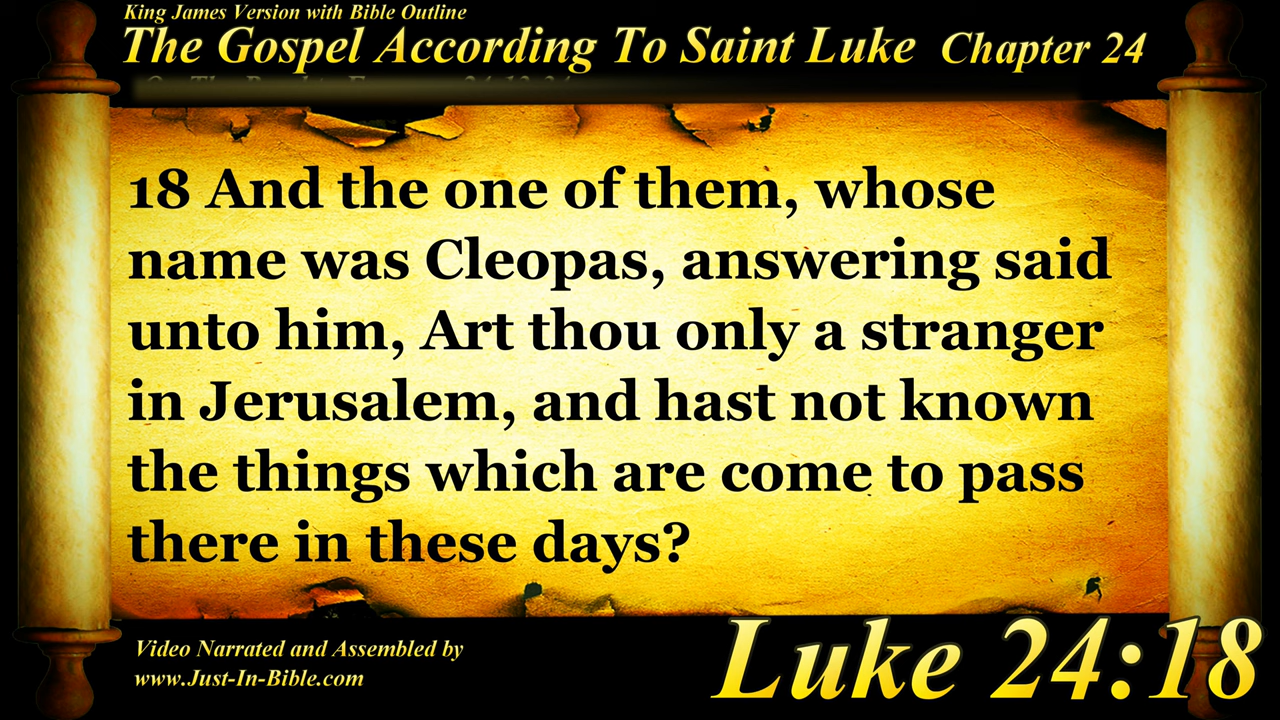 King James Version with Bible Outline
The Gospel According To Saint Luke Chapter 24
18 And the one of them, whose
name was Cleopas, answering said
unto him, Art thou only a stranger
in Jerusalem, and hast not known
the things which are come to pass
there in these days?
Video Narrated and Assembled by
www.Just-In-Bible.com
Luke 24:18